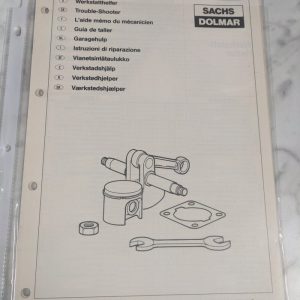 Werkstatthelfer
Trouble-Shooter
L'aide mémo de mécanicien
Guía de taller
Garagehulp
Istruzioni di riparazione
Vianetsintätaulukko
Verkstadshjälp
Verkstedhjelper
Værkstedshjælper
SACHS
DOLMAR